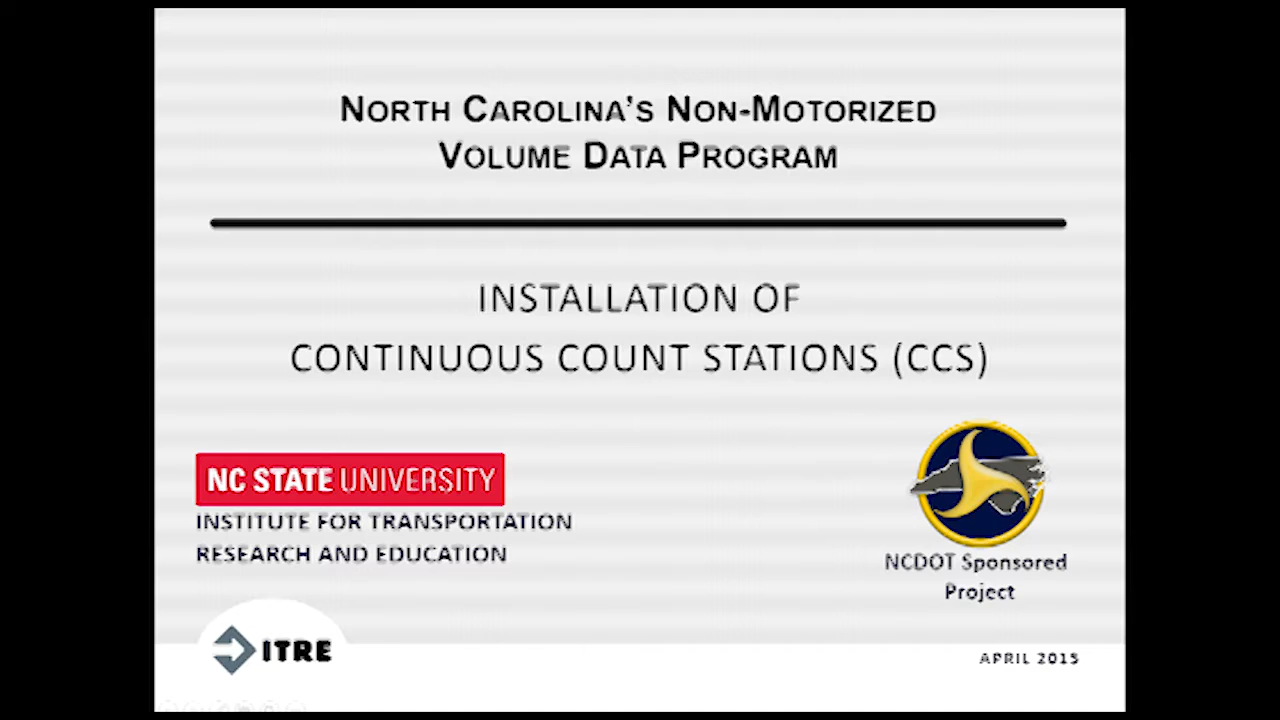 NORTH CAROLINA'S NON-MOTORIZED
VOLUME DATA PROGRAM
INSTALLATION OF
CONTINUOUS COUNT STATIONS (CCS)
NC STATE UNIVERSITY
INSTITUTE FOR TRANSPORTATION
RESEARCH AND EDUCATION
NCDOT Sponsored
Project
ITRE
APRIL 2015